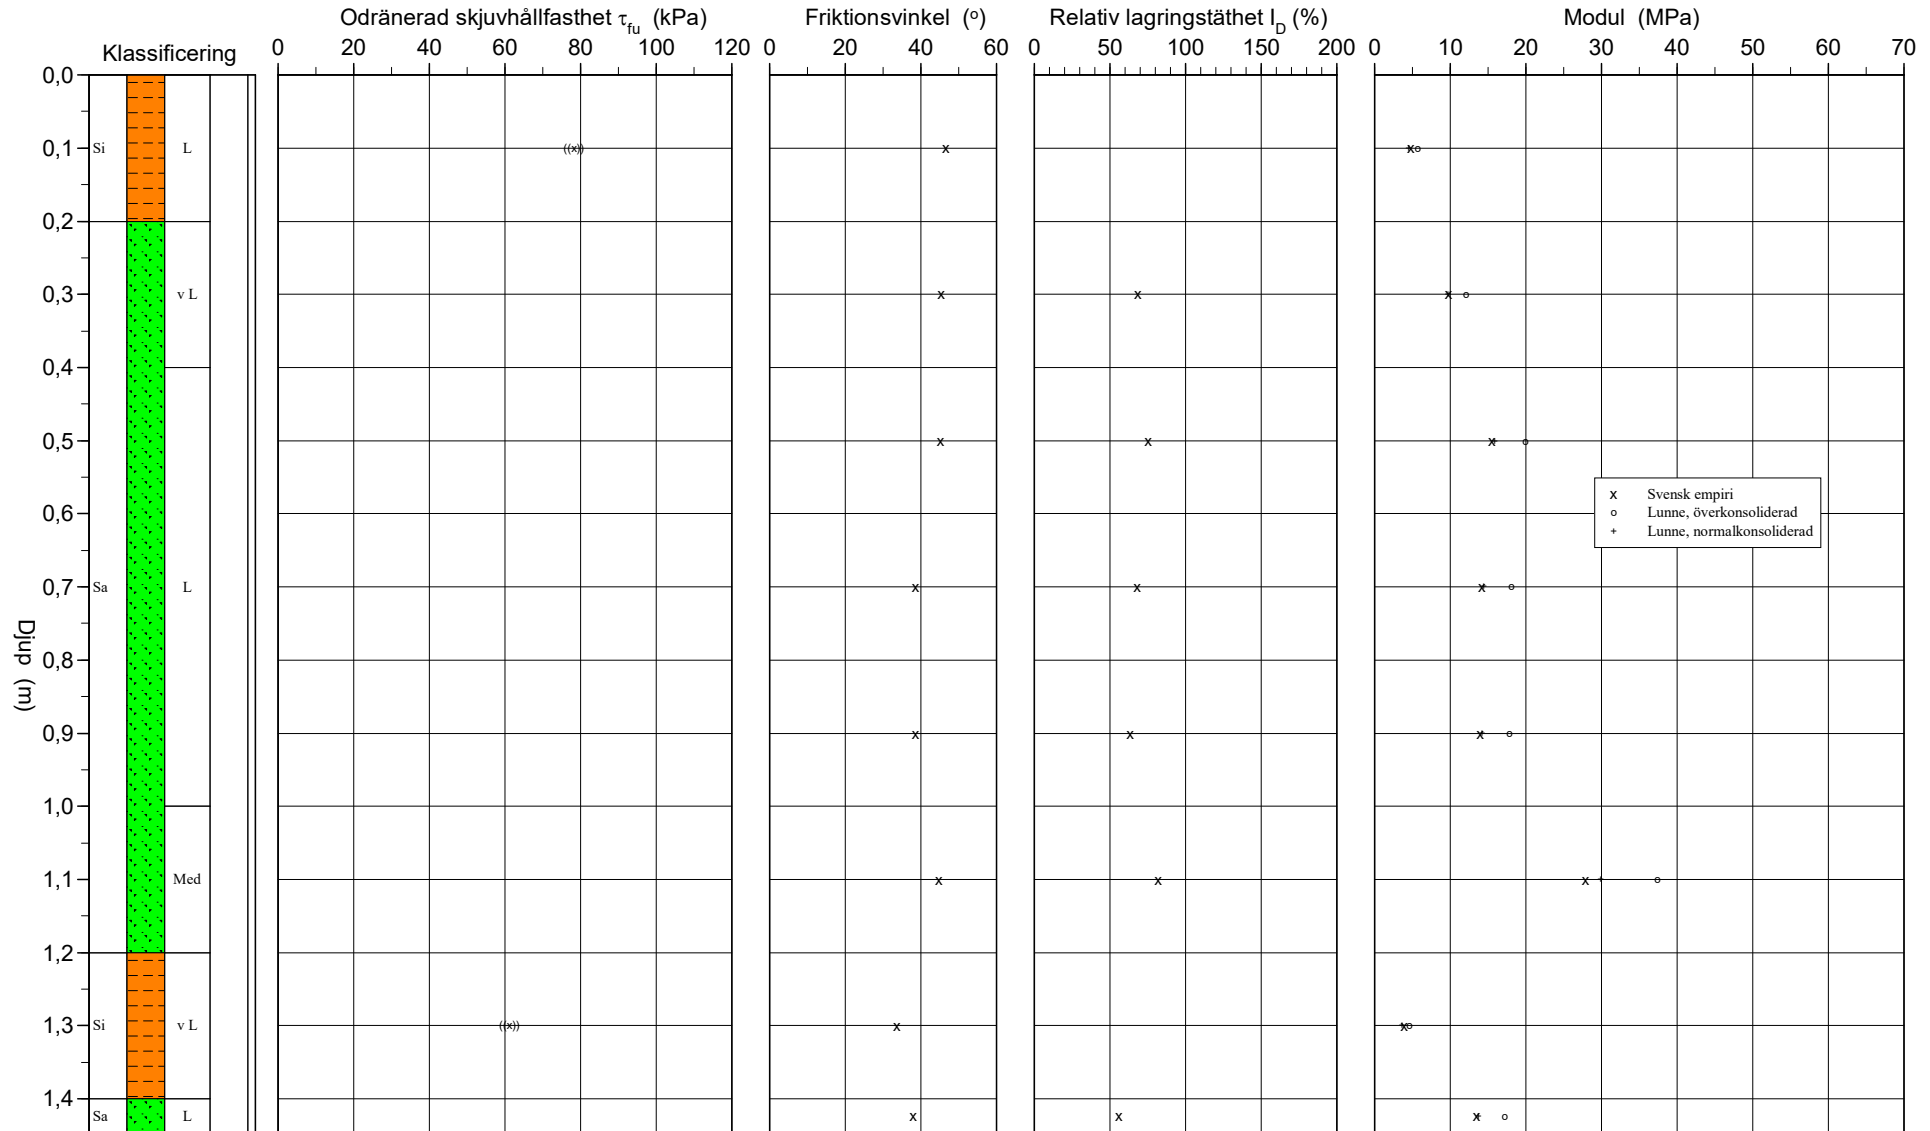 Odränerad skjuvhållfasthet τfu (kPa) Friktionsvinkel (º) Relativ lagringstäthet ID (%) Modul (MPa)
Klassificering 0 20 40 60 80 100 120 0 20 40 60 0 50 100 150 200 0 10 20 30 40 50 60 70
0,0
0,1 Si L ((x)) x x o
0,2
0,3 v L x x x o
0,4
0,5 x x x o
x Svensk empiri
0,6 o Lunne, överkonsoliderad
+ Lunne, normalkonsoliderad
0,7 Sa L x x x o
Djup (m)
0,8
0,9 x x x o
1,0
1,1 Med x x x + o
1,2
1,3 Si v L ((x)) x x o
1,4
Sa L x x x o